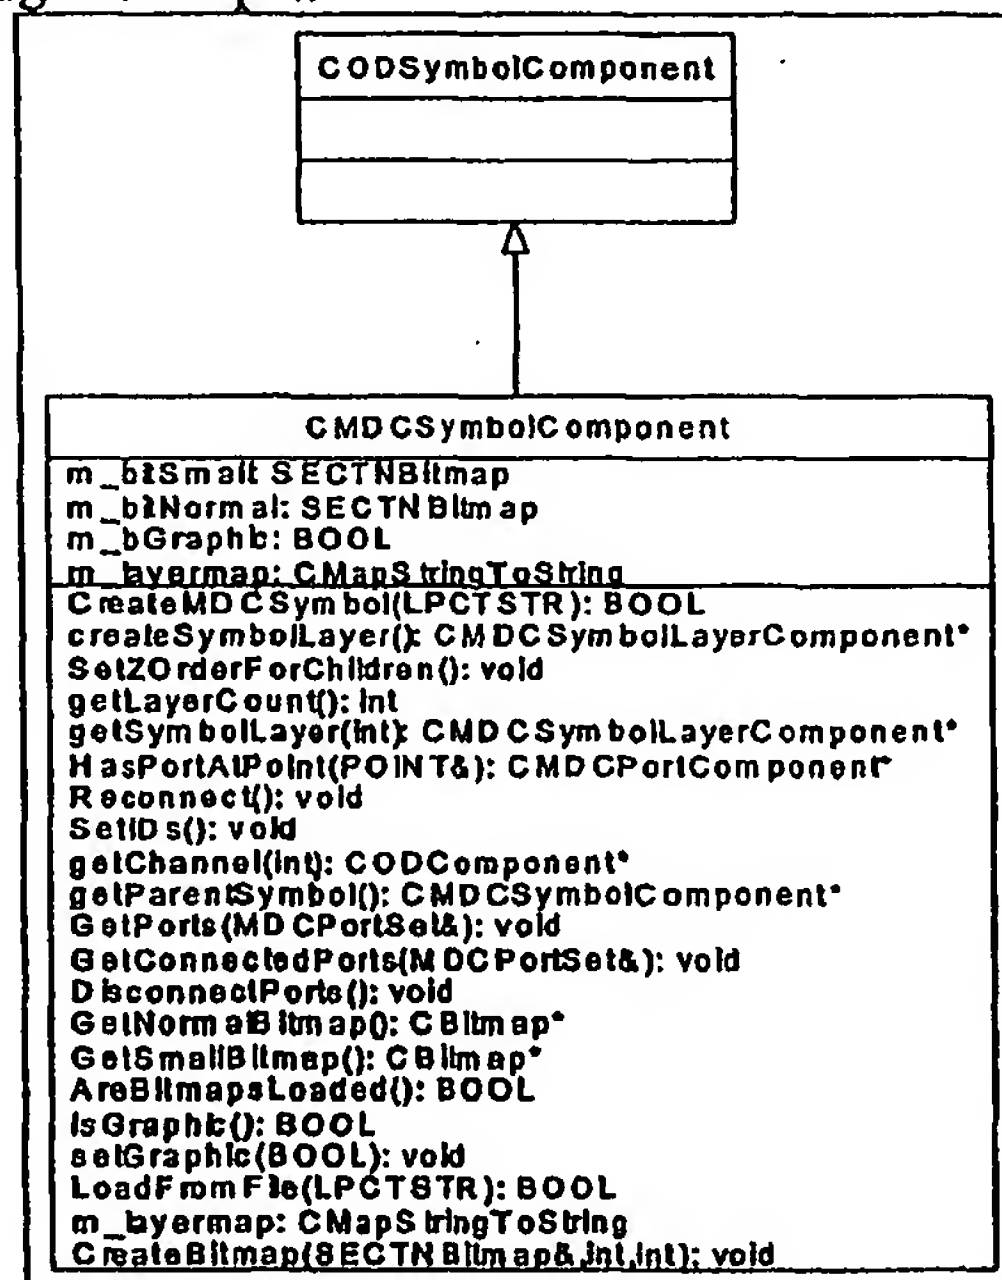 CODSymbolComponent
CMDCSymbolComponent
m_btSmall: SECTNBitmap
m_btNormal: SECTNBitmap
m_bGraphic: BOOL
m_layermap: CMapStringToString
CreateMDCSymbol(LPCTSTR): BOOL
createSymbolLayer(): CMDCSymbolLayerComponent*
SetZOrderForChildren(): void
getLayerCount(): int
getSymbolLayer(int): CMDCSymbolLayerComponent*
HasPortAtPoint(POINT&): CMDCPortComponent*
Reconnect(): void
SetIDs(): void
getChannel(int): CODComponent*
getParentSymbol(): CMDCSymbolComponent*
GetPorts(MDCPortSet&): void
GetConnectedPorts(MDCPortSet&): void
DisconnectPorts(): void
GetNormalBitmap(): CBitmap*
GetSmallBitmap(): CBitmap*
AreBitmapsLoaded(): BOOL
isGraphic(): BOOL
setGraphic(BOOL): void
LoadFromFile(LPCTSTR): BOOL
m_layermap: CMapStringToString
CreateBitmap(SECTNBitmap&,int,int): void